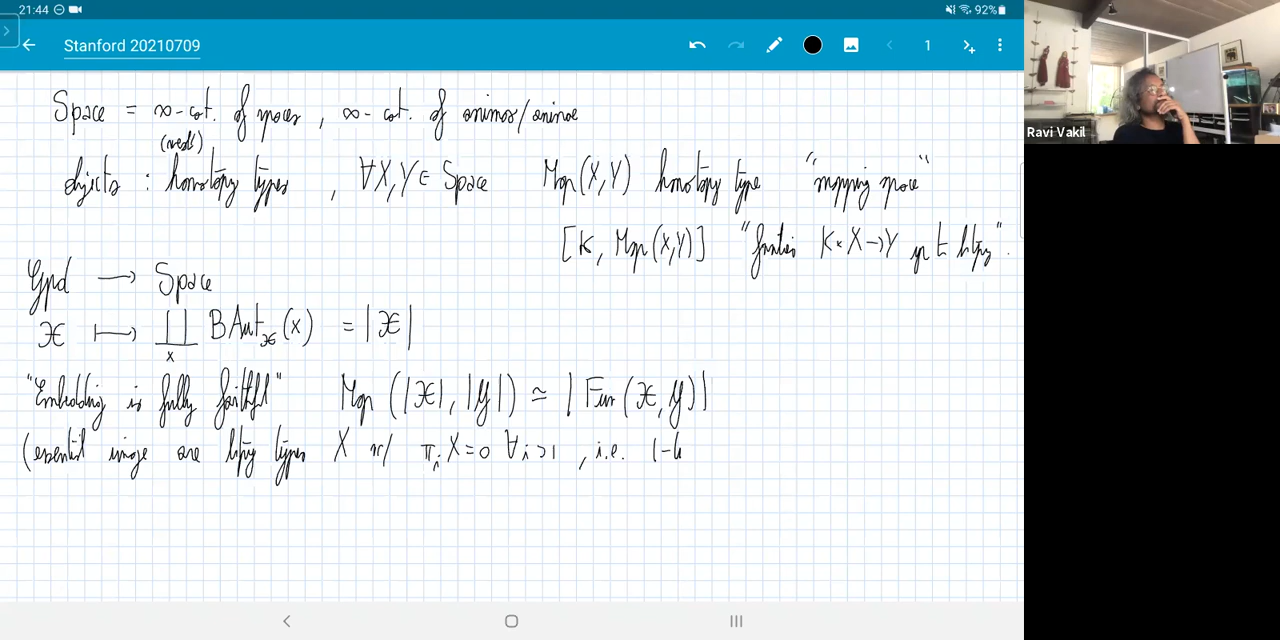 21:44
92%
Stanford 20210709
1
Space = ∞-cat. of spaces, ∞-cat. of animas/animae
(weak)
objects : homotopy types, ∀X,Y ∈ Space Map(X,Y) homotopy type "mapping space"
[K, Map(X,Y)] "functions K×X→Y up to htpy".
Gpd → Space
𝒳 ↦ ∐ BAut_𝒳(x) = |𝒳|
x
"Embedding is fully faithful" Map(|𝒳|,|𝒴|) ≃ |Fun(𝒳,𝒴)|
(essential image are htpy types X w/ π_i X=0 ∀i>1, i.e. 1-t
Ravi Vakil